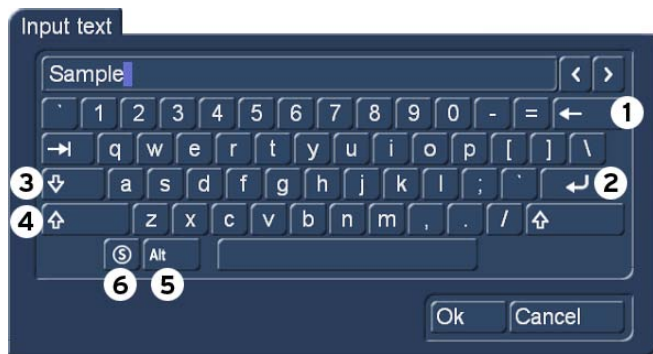 Input text
Sample < >
` 1 2 3 4 5 6 7 8 9 0 - = ← 1
q w e r t y u i o p [ ] \
3 a s d f g h j k l ; ` 2
4 z x c v b n m , . /
Ⓢ Alt
6 5
Ok Cancel